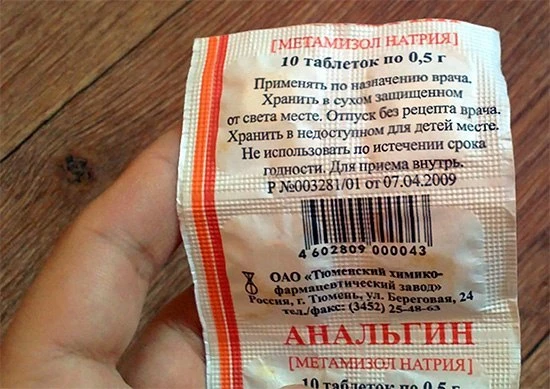 [МЕТАМИЗОЛ НАТРИЯ]
10 таблеток по 0,5 г
Применять по назначению врача.
Хранить в сухом защищенном
от света месте. Отпуск без рецепта врача.
Хранить в недоступном для детей месте.
Не использовать по истечении срока
годности. Для приема внутрь.
Р №003281/01 от 07.04.2009
4 602809 000043
ОАО «Тюменский химико-
фармацевтический завод»
Россия, г. Тюмень, ул. Береговая, 24
тел./факс: (3452) 25-48-63
АНАЛЬГИН
[МЕТАМИЗОЛ НАТРИЯ]
10 таблеток по 0,5 г